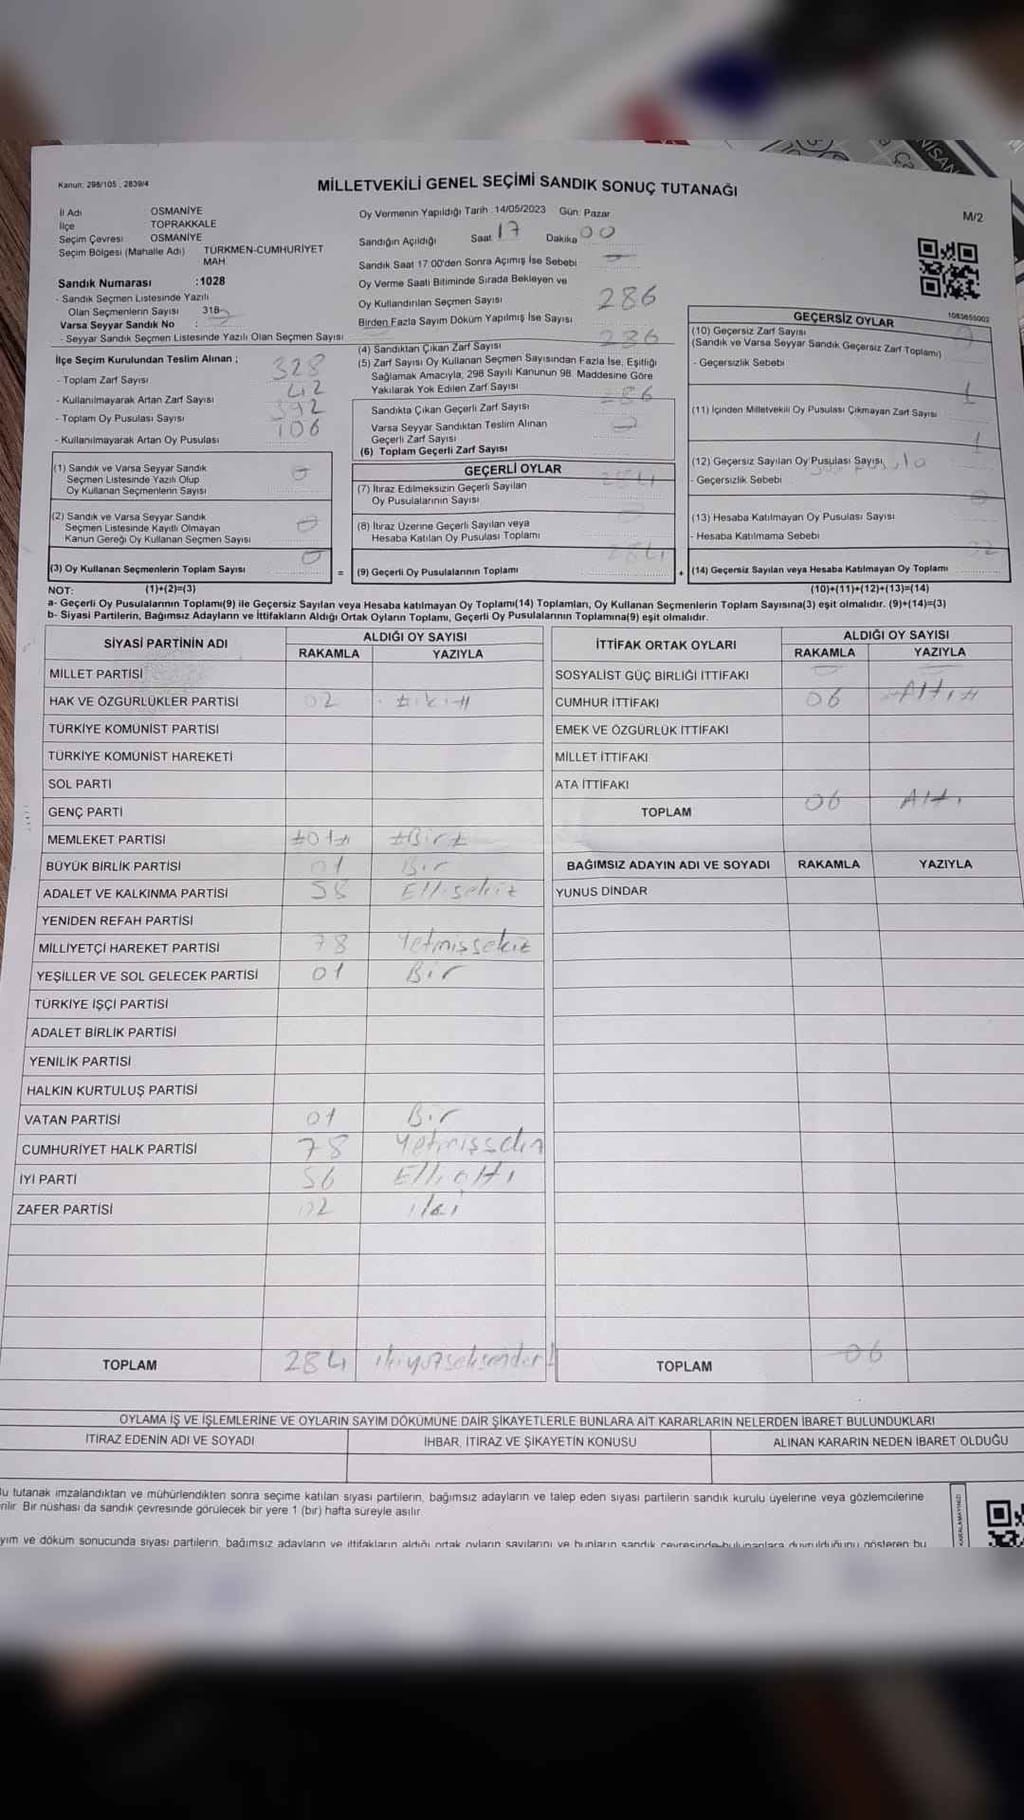 Kanun: 298/105, 2839/4
MİLLETVEKİLİ GENEL SEÇİMİ SANDIK SONUÇ TUTANAĞI
M/2
İl Adı OSMANİYE
İlçe TOPRAKKALE
Seçim Çevresi OSMANİYE
Seçim Bölgesi (Mahalle Adı) TÜRKMEN-CUMHURİYET MAH.
Sandık Numarası :1028
- Sandık Seçmen Listesinde Yazılı
Olan Seçmenlerin Sayısı 318
Varsa Seyyar Sandık No :
- Seyyar Sandık Seçmen Listesinde Yazılı Olan Seçmen Sayısı
Oy Vermenin Yapıldığı Tarih: 14/05/2023 Gün: Pazar
Sandığın Açıldığı Saat 17 Dakika 00
Sandık Saat 17:00'den Sonra Açımış İse Sebebi
Oy Verme Saati Bitiminde Sırada Bekleyen ve
Oy Kullandırılan Seçmen Sayısı
Birden Fazla Sayım Döküm Yapılmış İse Sayısı
286
1083655002
İlçe Seçim Kurulundan Teslim Alınan ;
- Toplam Zarf Sayısı 328
- Kullanılmayarak Artan Zarf Sayısı 42
- Toplam Oy Pusulası Sayısı 392
- Kullanılmayarak Artan Oy Pusulası 106
(4) Sandıktan Çıkan Zarf Sayısı 286
(5) Zarf Sayısı Oy Kullanan Seçmen Sayısından Fazla İse, Eşitliği
Sağlamak Amacıyla, 298 Sayılı Kanunun 98. Maddesine Göre
Yakılarak Yok Edilen Zarf Sayısı
Sandıkta Çıkan Geçerli Zarf Sayısı 286
Varsa Seyyar Sandıktan Teslim Alınan
Geçerli Zarf Sayısı
(6) Toplam Geçerli Zarf Sayısı
GEÇERSİZ OYLAR
(10) Geçersiz Zarf Sayısı
(Sandık ve Varsa Seyyar Sandık Geçersiz Zarf Toplamı)
- Geçersizlik Sebebi
(11) İçinden Milletvekili Oy Pusulası Çıkmayan Zarf Sayısı 1
(12) Geçersiz Sayılan Oy Pusulası Sayısı 1
- Geçersizlik Sebebi
(13) Hesaba Katılmayan Oy Pusulası Sayısı
- Hesaba Katılmama Sebebi
(14) Geçersiz Sayılan veya Hesaba Katılmayan Oy Toplamı 02
(10)+(11)+(12)+(13)=(14)
(1) Sandık ve Varsa Seyyar Sandık
Seçmen Listesinde Yazılı Olup
Oy Kullanan Seçmenlerin Sayısı
(2) Sandık ve Varsa Seyyar Sandık
Seçmen Listesinde Kayıtlı Olmayan
Kanun Gereği Oy Kullanan Seçmen Sayısı
(3) Oy Kullanan Seçmenlerin Toplam Sayısı =
GEÇERLİ OYLAR
(7) İtiraz Edilmeksizin Geçerli Sayılan
Oy Pusulalarının Sayısı 284
(8) İtiraz Üzerine Geçerli Sayılan veya
Hesaba Katılan Oy Pusulası Toplamı
(9) Geçerli Oy Pusulalarının Toplamı 284 +
NOT: (1)+(2)=(3)
a- Geçerli Oy Pusulalarının Toplamı(9) ile Geçersiz Sayılan veya Hesaba katılmayan Oy Toplamı(14) Toplamları, Oy Kullanan Seçmenlerin Toplam Sayısına(3) eşit olmalıdır. (9)+(14)=(3)
b- Siyasi Partilerin, Bağımsız Adayların ve İttifakların Aldığı Ortak Oyların Toplamı, Geçerli Oy Pusulalarının Toplamına(9) eşit olmalıdır.
SİYASİ PARTİNİN ADI ALDIĞI OY SAYISI
RAKAMLA YAZIYLA
MİLLET PARTİSİ
HAK VE ÖZGÜRLÜKLER PARTİSİ 02 #iki#
TÜRKİYE KOMÜNİST PARTİSİ
TÜRKİYE KOMÜNİST HAREKETİ
SOL PARTİ
GENÇ PARTİ
MEMLEKET PARTİSİ #01# #Bir#
BÜYÜK BİRLİK PARTİSİ 01 Bir
ADALET VE KALKINMA PARTİSİ 58 Ellisekiz
YENİDEN REFAH PARTİSİ
MİLLİYETÇİ HAREKET PARTİSİ 78 Yetmişsekiz
YEŞİLLER VE SOL GELECEK PARTİSİ 01 Bir
TÜRKİYE İŞÇİ PARTİSİ
ADALET BİRLİK PARTİSİ
YENİLİK PARTİSİ
HALKIN KURTULUŞ PARTİSİ
VATAN PARTİSİ 01 Bir
CUMHURİYET HALK PARTİSİ 78
İYİ PARTİ 56 Ellialtı
ZAFER PARTİSİ 02 iki
TOPLAM 284
İTTİFAK ORTAK OYLARI ALDIĞI OY SAYISI
RAKAMLA YAZIYLA
SOSYALİST GÜÇ BİRLİĞİ İTTİFAKI
CUMHUR İTTİFAKI 06 #Altı#
EMEK VE ÖZGÜRLÜK İTTİFAKI
MİLLET İTTİFAKI
ATA İTTİFAKI
TOPLAM 06 Altı
BAĞIMSIZ ADAYIN ADI VE SOYADI RAKAMLA YAZIYLA
YUNUS DİNDAR
TOPLAM 06
OYLAMA İŞ VE İŞLEMLERİNE VE OYLARIN SAYIM DÖKÜMÜNE DAİR ŞİKAYETLERLE BUNLARA AİT KARARLARIN NELERDEN İBARET BULUNDUKLARI
İTİRAZ EDENİN ADI VE SOYADI İHBAR, İTİRAZ VE ŞİKAYETİN KONUSU ALINAN KARARIN NEDEN İBARET OLDUĞU
u tutanak imzalandıktan ve mühürlendikten sonra seçime katılan siyasi partilerin, bağımsız adayların ve talep eden siyasi partilerin sandık kurulu üyelerine veya gözlemcilerine
rilir. Bir nüshası da sandık çevresinde görülecek bir yere 1 (bir) hafta süreyle asılır.
yım ve döküm sonucunda siyasi partilerin, bağımsız adayların ve ittifakların aldığı ortak oyların sayılarını ve bunların sandık çevresinde bulunanlara duyrulduğunu gösteren bu
KARALAMAYINIZ